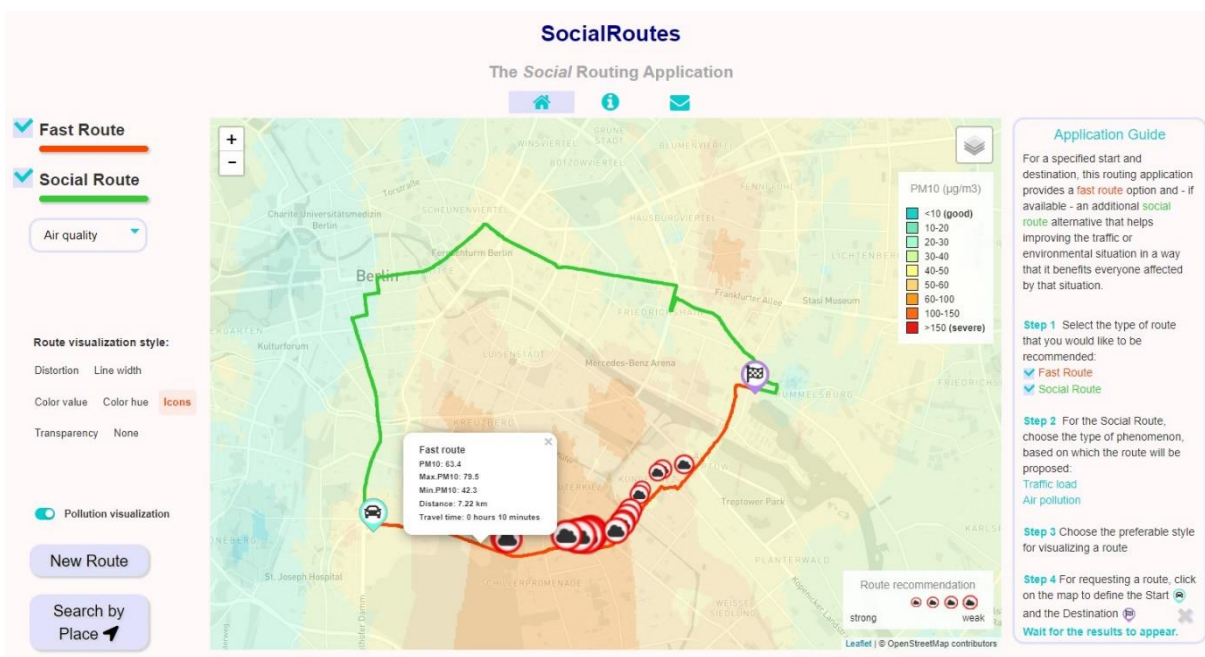 SocialRoutes
The Social Routing Application
Fast Route
Social Route
Air quality
Route visualization style:
Distortion Line width
Color value Color hue Icons
Transparency None
Pollution visualization
New Route
Search by
Place
+
−
WINSVIERTEL
GRÜNE
STADT
BLUMENVIERTEL
BÖTZOWVIERTEL
Torstraße
FENNPFUHL
Charité Universitätsmedizin
Berlin
SCHEUNENVIERTEL
HAUSBURGVIERTEL
Fernsehturm Berlin
LICHTENBERG
Berlin
Frankfurter Allee
Stasi Museum
FRIEDRICHSHAIN
Kulturforum
LUISENSTADT
Mercedes-Benz Arena
RUMMELSBURG
KREUZBERG
Treptower Park
PLANTERWALD
St. Joseph Hospital
SCHILLERPROMENADE
WEISSE
SIEDLUNG
Fast route
×
PM10: 63.4
Max.PM10: 79.5
Min.PM10: 42.3
Distance: 7.22 km
Travel time: 0 hours 10 minutes
PM10 (µg/m3)
<10 (good)
10-20
20-30
30-40
40-50
50-60
60-100
100-150
>150 (severe)
Route recommendation
strong weak
Leaflet | © OpenStreetMap contributors
Application Guide
For a specified start and
destination, this routing application
provides a fast route option and - if
available - an additional social
route alternative that helps
improving the traffic or
environmental situation in a way
that it benefits everyone affected
by that situation.
Step 1 Select the type of route
that you would like to be
recommended:
Fast Route
Social Route
Step 2 For the Social Route,
choose the type of phenomenon,
based on which the route will be
proposed:
Traffic load
Air pollution
Step 3 Choose the preferable style
for visualizing a route
Step 4 For requesting a route, click
on the map to define the Start
and the Destination
Wait for the results to appear.